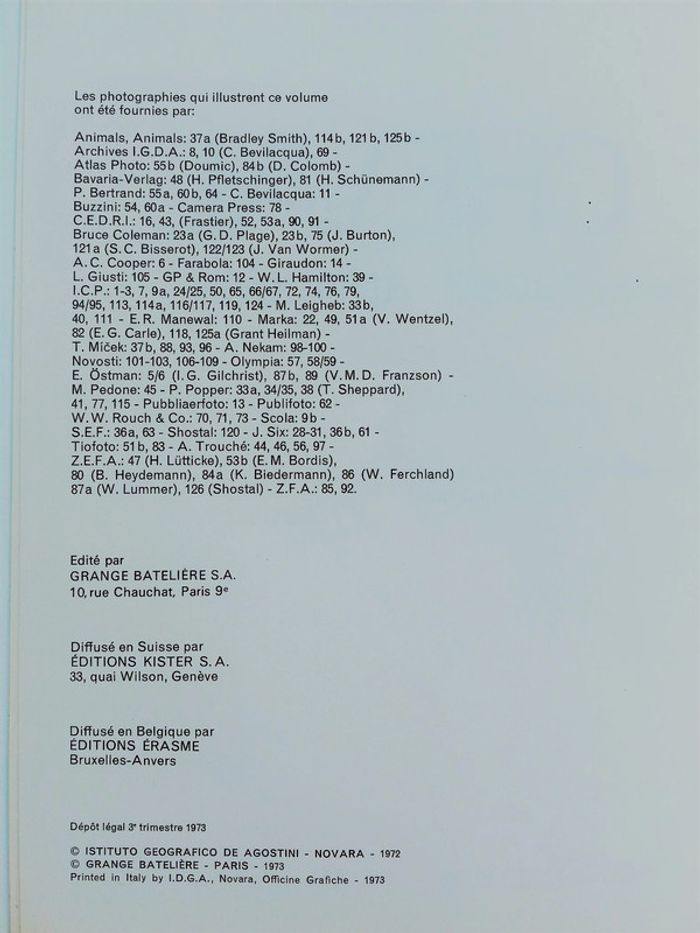 Les photographies qui illustrent ce volume
ont été fournies par:
Animals, Animals: 37a (Bradley Smith), 114b, 121b, 125b -
Archives I.G.D.A.: 8, 10 (C. Bevilacqua), 69 -
Atlas Photo: 55b (Doumic), 84b (D. Colomb) -
Bavaria-Verlag: 48 (H. Pfletschinger), 81 (H. Schünemann) -
P. Bertrand: 55a, 60b, 64 - C. Bevilacqua: 11 -
Buzzini: 54, 60a - Camera Press: 78 -
C.E.D.R.I.: 16, 43, (Frastier), 52, 53a, 90, 91 -
Bruce Coleman: 23a (G.D. Plage), 23b, 75 (J. Burton),
121a (S.C. Bisserot), 122/123 (J. Van Wormer) -
A.C. Cooper: 6 - Farabola: 104 - Giraudon: 14 -
L. Giusti: 105 - GP & Rom: 12 - W.L. Hamilton: 39 -
I.C.P.: 1-3, 7, 9a, 24/25, 50, 65, 66/67, 72, 74, 76, 79,
94/95, 113, 114a, 116/117, 119, 124 - M. Leigheb: 33b,
40, 111 - E.R. Manewal: 110 - Marka: 22, 49, 51a (V. Wentzel),
82 (E.G. Carle), 118, 125a (Grant Heilman) -
T. Míček: 37b, 88, 93, 96 - A. Nekam: 98-100 -
Novosti: 101-103, 106-109 - Olympia: 57, 58/59 -
E. Östman: 5/6 (I.G. Gilchrist), 87b, 89 (V.M.D. Franzson) -
M. Pedone: 45 - P. Popper: 33a, 34/35, 38 (T. Sheppard),
41, 77, 115 - Pubbliaerfoto: 13 - Publifoto: 62 -
W.W. Rouch & Co.: 70, 71, 73 - Scola: 9b -
S.E.F.: 36a, 63 - Shostal: 120 - J. Six: 28-31, 36b, 61 -
Tiofoto: 51b, 83 - A. Trouché: 44, 46, 56, 97 -
Z.E.F.A.: 47 (H. Lütticke), 53b (E.M. Bordis),
80 (B. Heydemann), 84a (K. Biedermann), 86 (W. Ferchland)
87a (W. Lummer), 126 (Shostal) - Z.F.A.: 85, 92.
Edité par
GRANGE BATELIÈRE S.A.
10, rue Chauchat, Paris 9e
Diffusé en Suisse par
ÉDITIONS KISTER S.A.
33, quai Wilson, Genève
Diffusé en Belgique par
ÉDITIONS ÉRASME
Bruxelles-Anvers
Dépôt légal 3e trimestre 1973
© ISTITUTO GEOGRAFICO DE AGOSTINI - NOVARA - 1972
© GRANGE BATELIÈRE - PARIS - 1973
Printed in Italy by I.D.G.A., Novara, Officine Grafiche - 1973